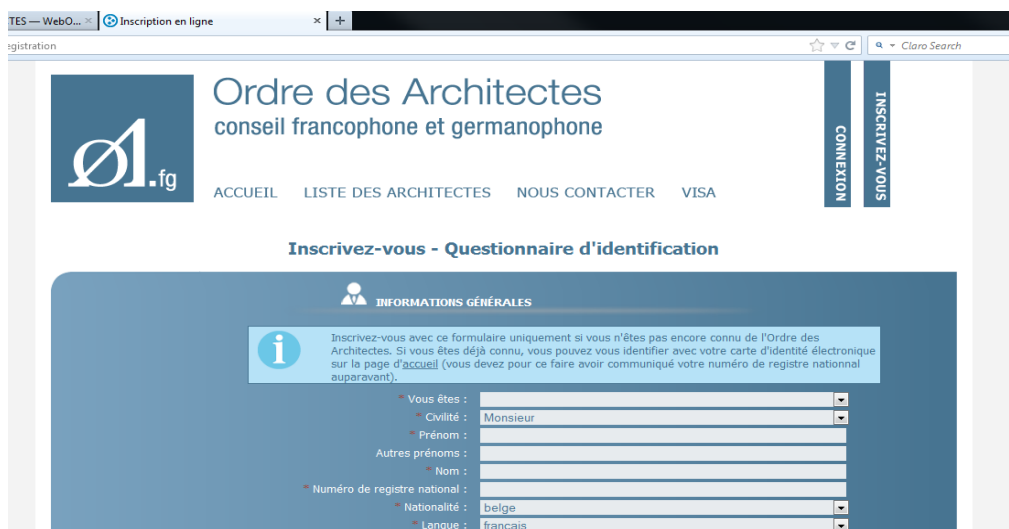 TES — WebO...
Inscription en ligne
egistration
Claro Search
Ordre des Architectes
conseil francophone et germanophone
.fg
ACCUEIL LISTE DES ARCHITECTES NOUS CONTACTER VISA
CONNEXION
INSCRIVEZ-VOUS
Inscrivez-vous - Questionnaire d'identification
INFORMATIONS GÉNÉRALES
Inscrivez-vous avec ce formulaire uniquement si vous n'êtes pas encore connu de l'Ordre des
Architectes. Si vous êtes déjà connu, vous pouvez vous identifier avec votre carte d'identité électronique
sur la page d'accueil (vous devez pour ce faire avoir communiqué votre numéro de registre nationnal
auparavant).
* Vous êtes :
* Civilité : Monsieur
* Prénom :
Autres prénoms :
* Nom :
* Numéro de registre national :
* Nationalité : belge
* Langue : français